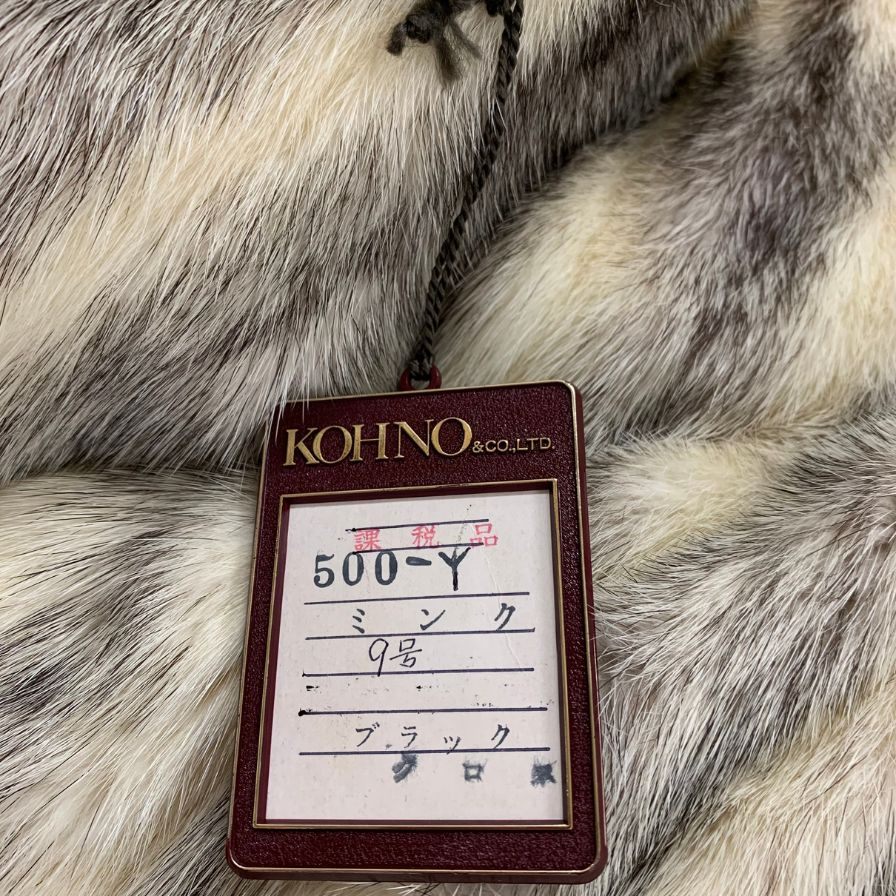 KOHNO &CO.,LTD.
課税品
500-Y
ミンク
9号
ブラック
クロス